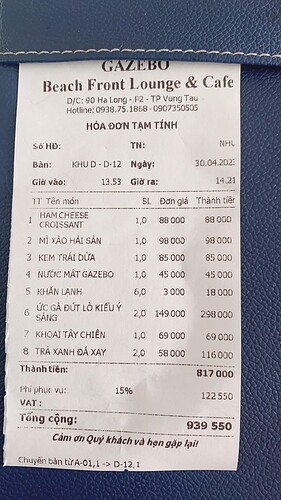 GAZEBO
Beach Front Lounge & Cafe
D/C: 90 Ha Long - P2 - TP Vung Tau
Hotline: 0938.75.1868 - 0907350505
HÓA ĐƠN TẠM TÍNH
Số HĐ: TN: NHU
Bàn: KHU D - D-12 Ngày: 30.04.202
Giờ vào: 13.53 Giờ ra: 14.21
TT Tên món SL Đơn giá Thành tiền
1 HAM CHEESE CROISSANT 1,0 88 000 88 000
2 MÌ XÀO HẢI SẢN 1,0 98 000 98 000
3 KEM TRÁI DỪA 1,0 85 000 85 000
4 NƯỚC MÁT GAZEBO 1,0 45 000 45 000
5 KHĂN LẠNH 6,0 3 000 18 000
6 ỨC GÀ ĐÚT LÒ KIỂU Ý SÁNG 2,0 149 000 298 000
7 KHOAI TÂY CHIÊN 1,0 69 000 69 000
8 TRÀ XANH ĐÁ XAY 2,0 58 000 116 000
Thành tiền: 817 000
Phí phục vụ: 15% 122 550
VAT :
Tổng cộng: 939 550
Cảm ơn Quý khách và hẹn gặp lại!
Chuyển bàn từ A-01,1 -> D-12,1